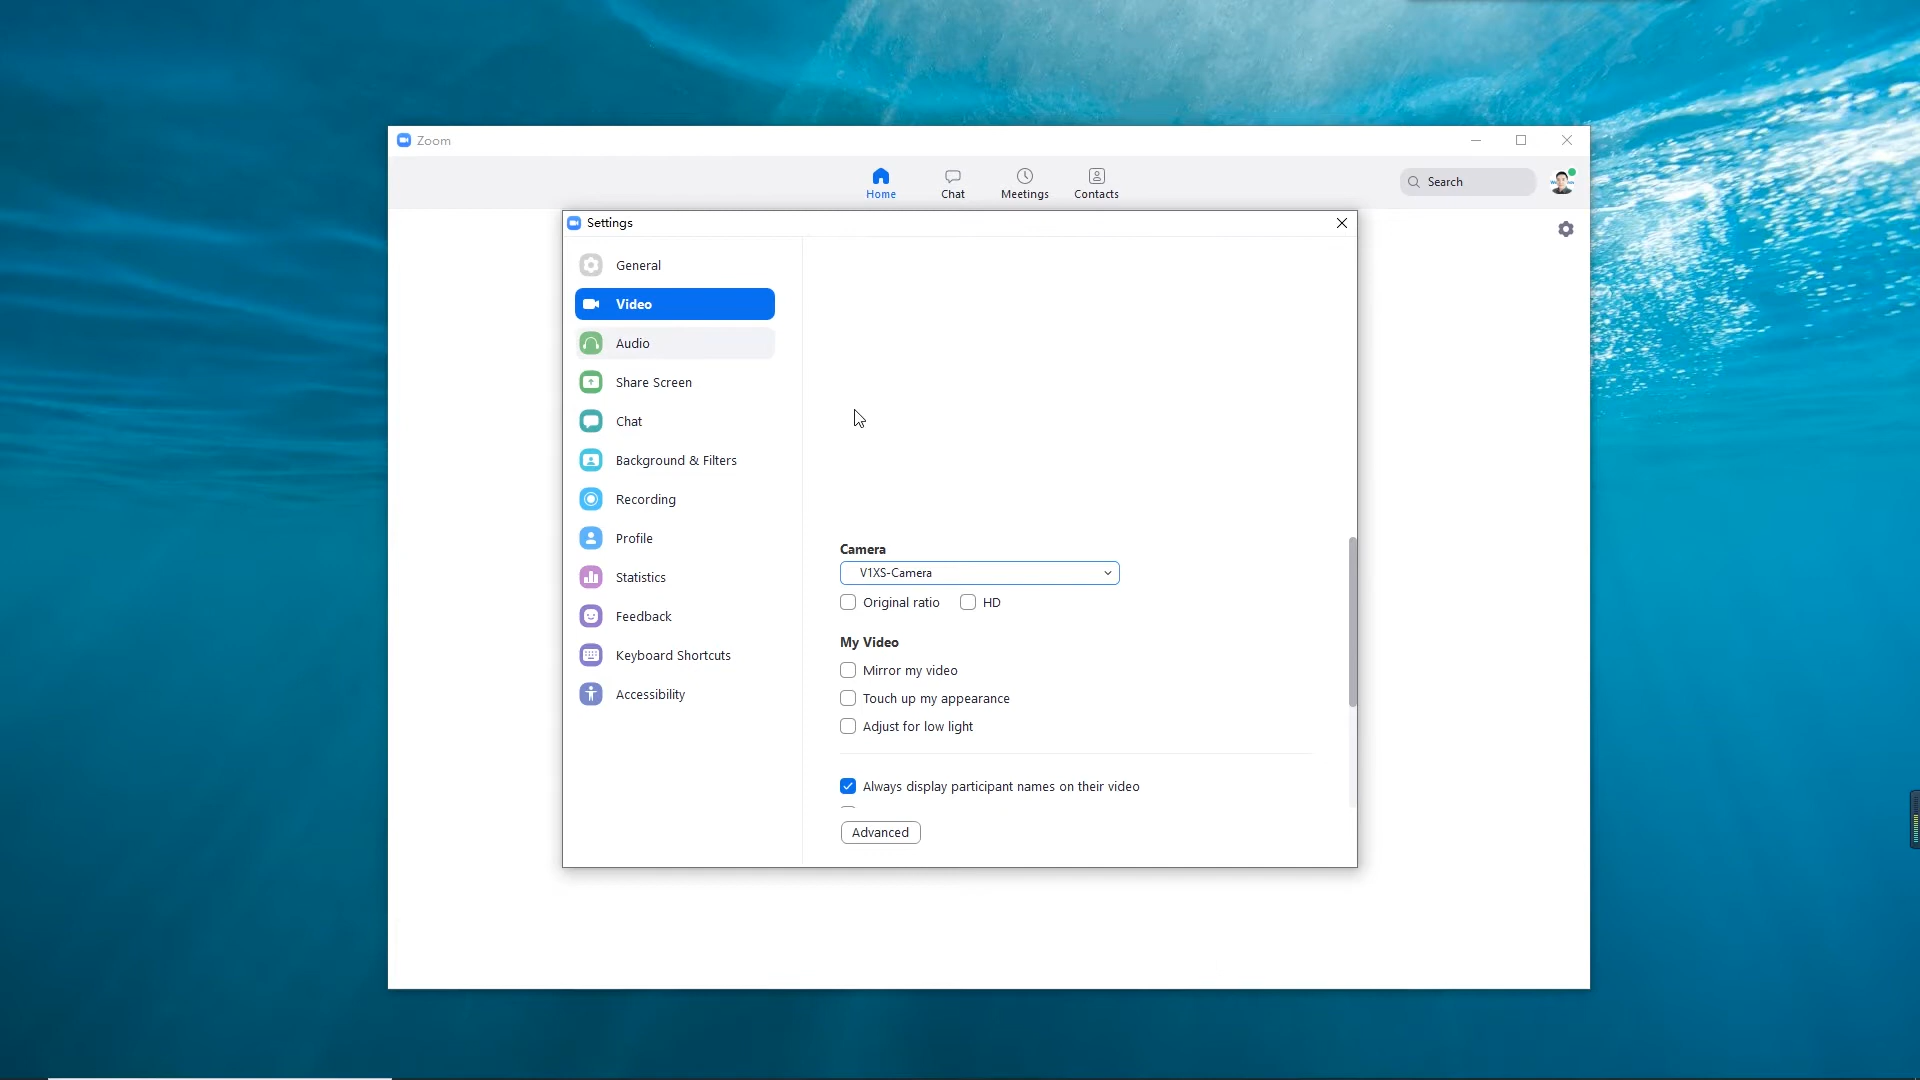 Zoom
Home
Chat
Meetings
Contacts
Search
Settings
General
Video
Audio
Share Screen
Chat
Background & Filters
Recording
Profile
Statistics
Feedback
Keyboard Shortcuts
Accessibility
Camera
V1XS-Camera
Original ratio
HD
My Video
Mirror my video
Touch up my appearance
Adjust for low light
Always display participant names on their video
Advanced